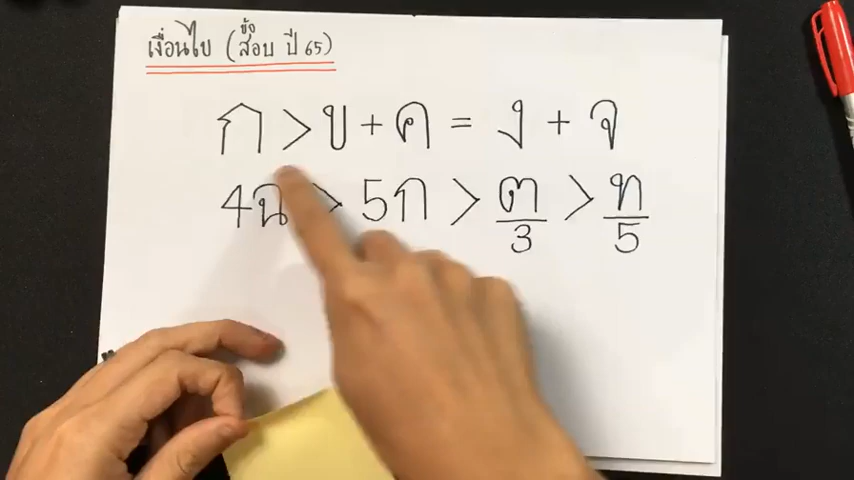 เงื่อนไข (ข้อสอบ ปี 65)
ก > ข + ค = ง + จ
4ฉ > 5ก > ต/3 > ท/5